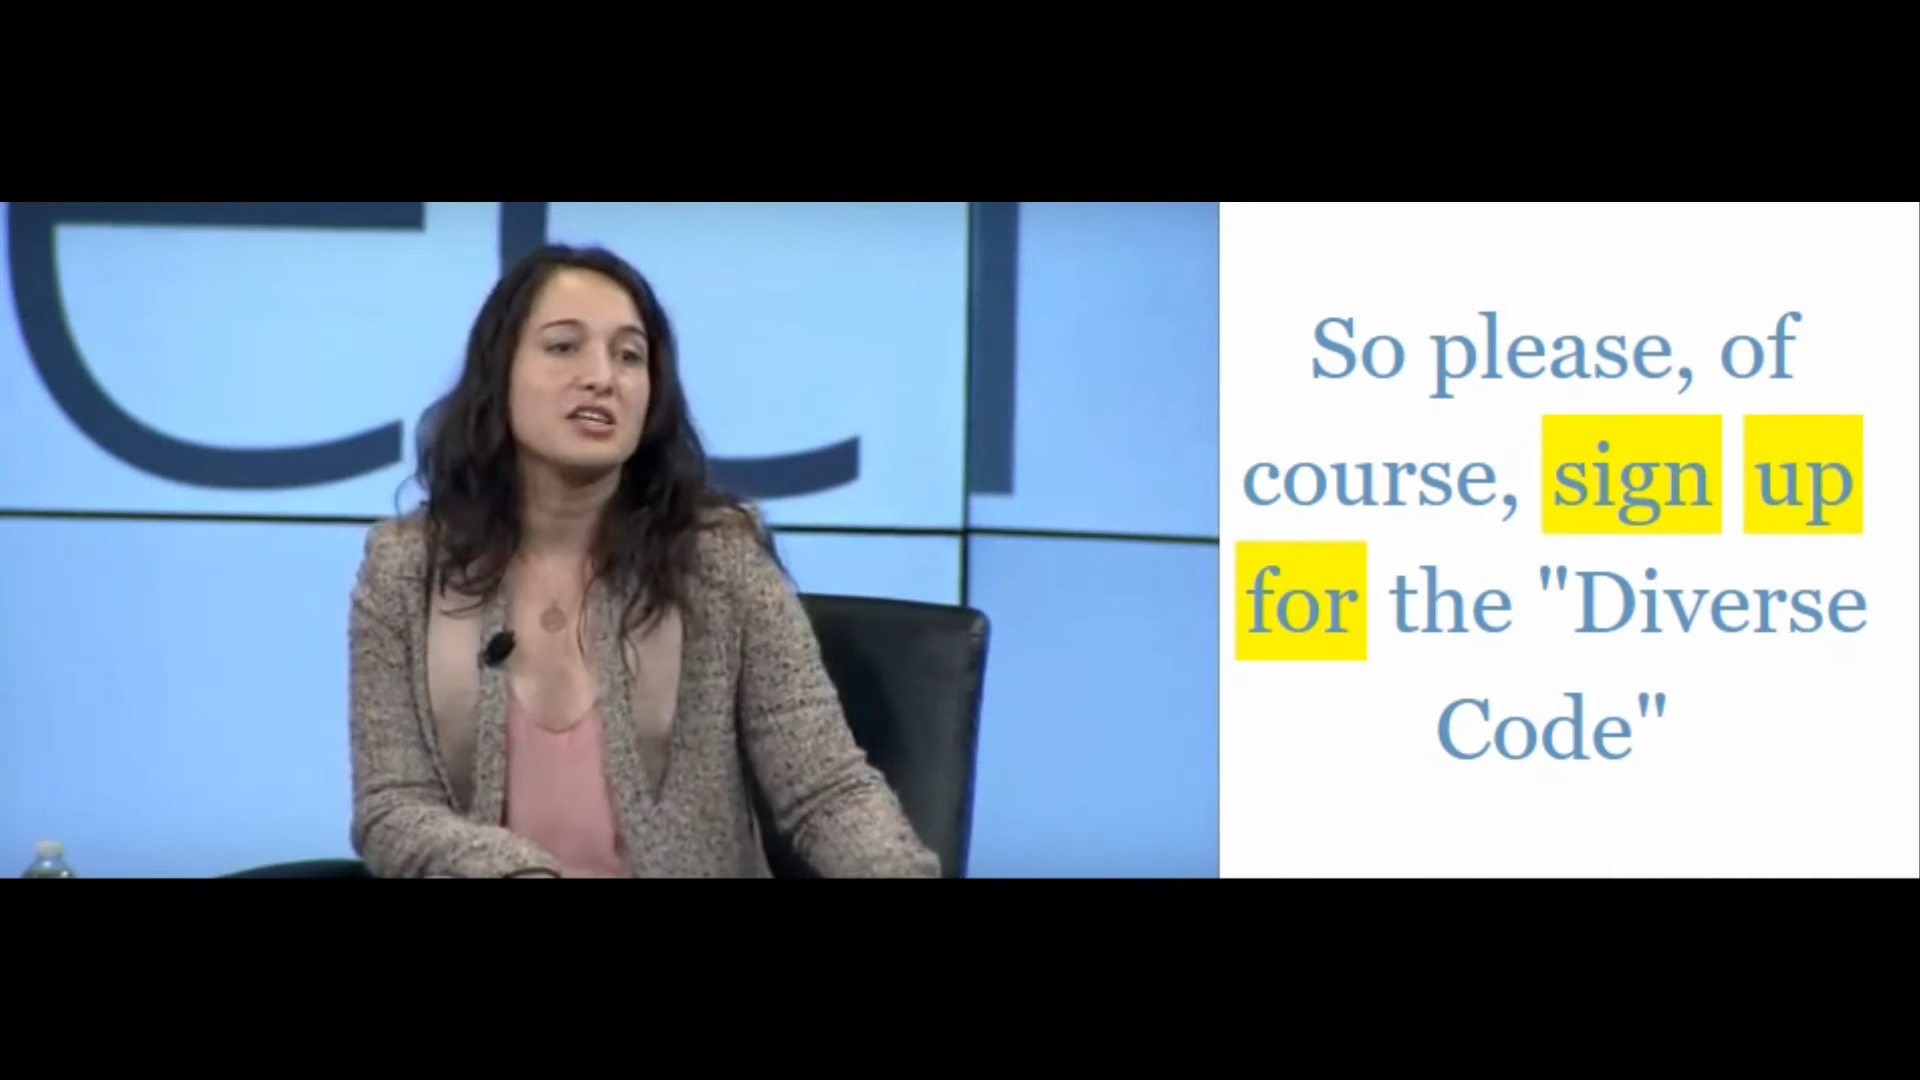 So please, of
course, sign up
for the "Diverse
Code"